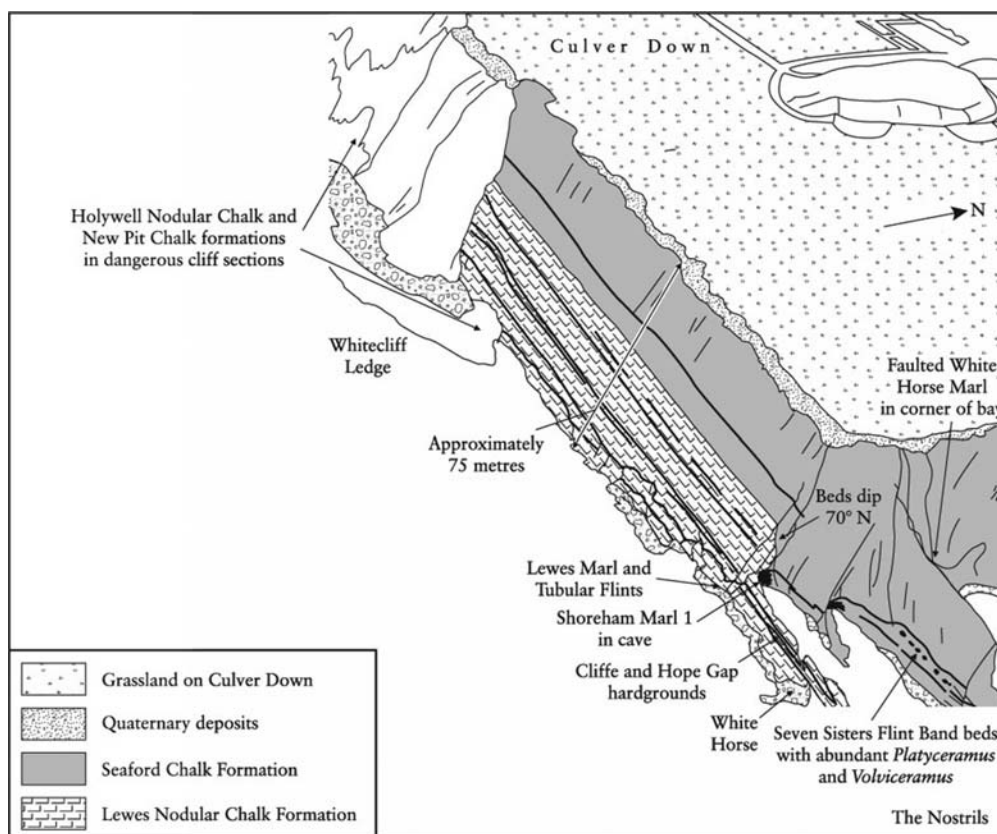 Culver Down
N
Holywell Nodular Chalk and
New Pit Chalk formations
in dangerous cliff sections
Whitecliff
Ledge
Faulted White
Horse Marl
in corner of bay
Approximately
75 metres
Beds dip
70° N
Lewes Marl and
Tubular Flints
Shoreham Marl 1
in cave
Cliffe and Hope Gap
hardgrounds
White
Horse
Seven Sisters Flint Band beds
with abundant Platyceramus
and Volviceramus
The Nostrils
Grassland on Culver Down
Quaternary deposits
Seaford Chalk Formation
Lewes Nodular Chalk Formation